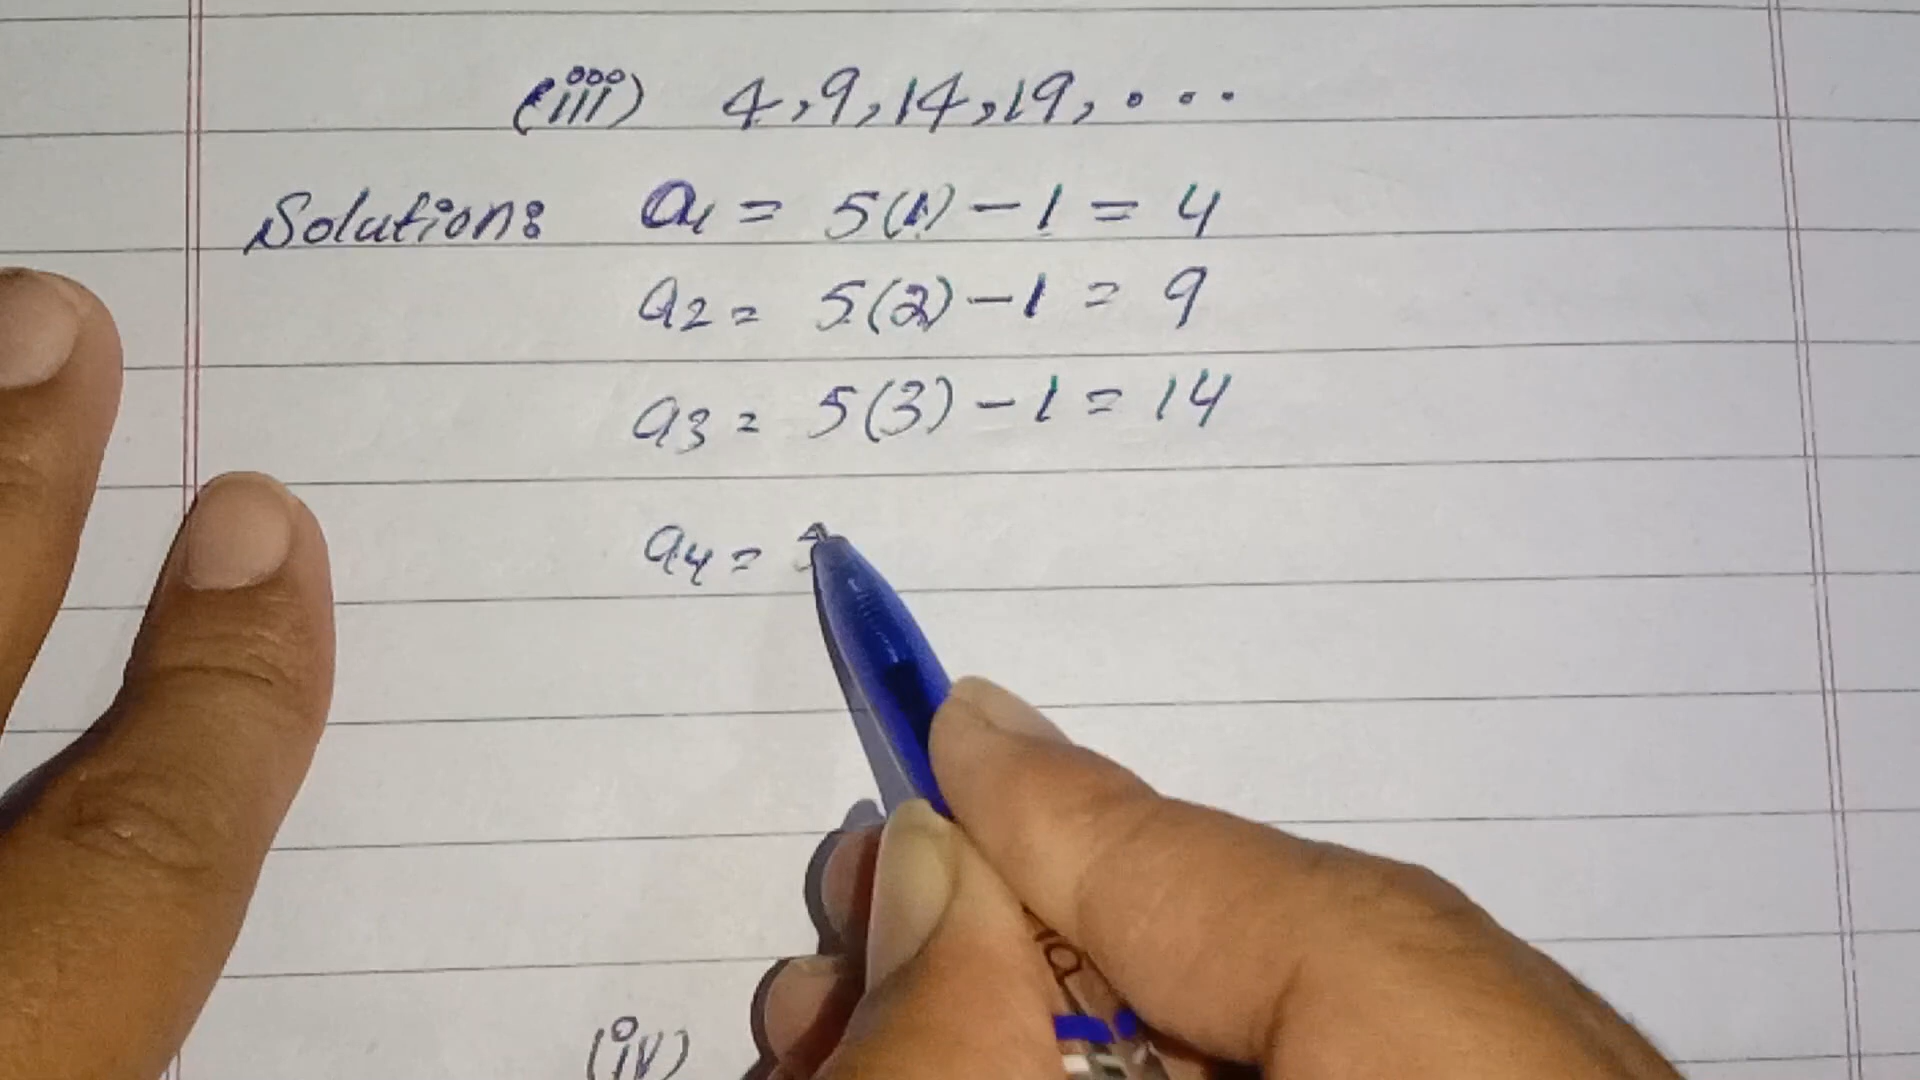 (iii) 4, 9, 14, 19, ...
Solution: a1 = 5(1) - 1 = 4
a2 = 5(2) - 1 = 9
a3 = 5(3) - 1 = 14
a4 = 5
(iv)